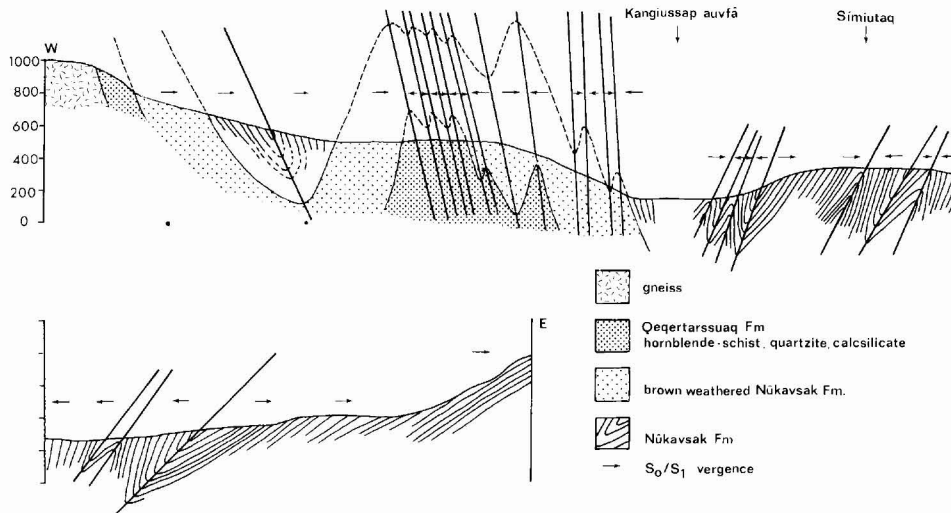 Kangiussap auvfâ
Símiutaq
W
1000
800
600
400
200
0
E
gneiss
Qeqertarssuaq Fm
hornblende-schist, quartzite, calcsilicate
brown weathered Nûkavsak Fm.
Nûkavsak Fm
S₀/S₁ vergence